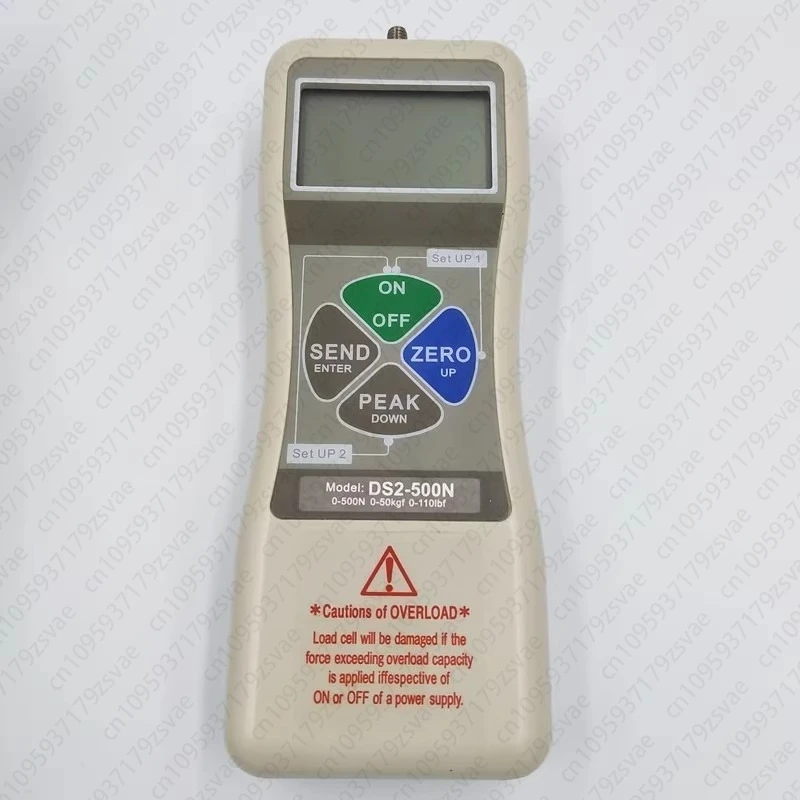 Set UP 1
ON
OFF
SEND
ENTER
ZERO
UP
PEAK
DOWN
Set UP 2
Model: DS2-500N
0-500N 0-50kgf 0-110lbf
*Cautions of OVERLOAD*
Load cell will be damaged if the
force exceeding overload capacity
is applied iffespective of
ON or OFF of a power supply.
cn1095937179zsvae